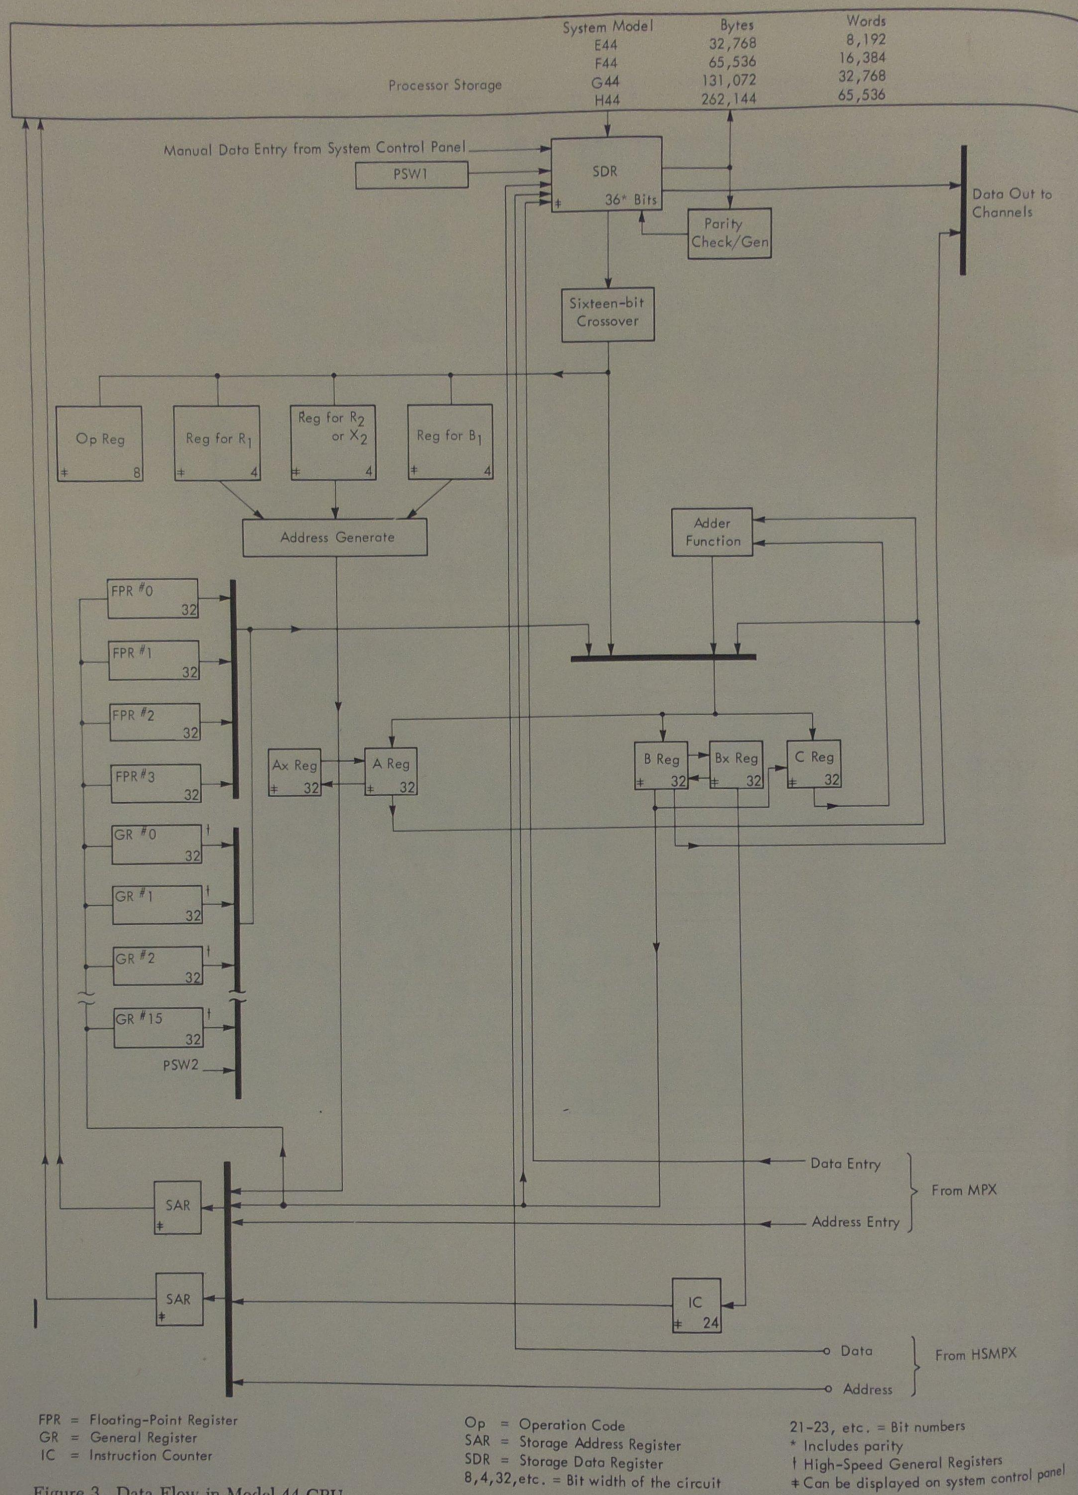 System Model Bytes Words
E44 32,768 8,192
F44 65,536 16,384
Processor Storage G44 131,072 32,768
H44 262,144 65,536
Manual Data Entry from System Control Panel
PSW1
SDR
‡ 36* Bits
Data Out to
Channels
Parity
Check/Gen
Sixteen-bit
Crossover
Op Reg
‡ 8
Reg for R1
‡ 4
Reg for R2
or X2
‡ 4
Reg for B1
‡ 4
Address Generate
Adder
Function
FPR #0
32
FPR #1
32
FPR #2
32
FPR #3
32
Ax Reg
‡ 32
A Reg
‡ 32
B Reg
‡ 32
Bx Reg
‡ 32
C Reg
‡ 32
GR #0 †
32
GR #1 †
32
GR #2 †
32
GR #15 †
32
PSW2
Data Entry
From MPX
Address Entry
SAR
‡
SAR
‡
IC
‡ 24
Data
From HSMPX
Address
FPR = Floating-Point Register
GR = General Register
IC = Instruction Counter
Op = Operation Code
SAR = Storage Address Register
SDR = Storage Data Register
8,4,32,etc. = Bit width of the circuit
21-23, etc. = Bit numbers
* Includes parity
† High-Speed General Registers
‡ Can be displayed on system control panel
Figure 3. Data Flow in Model 44 CPU